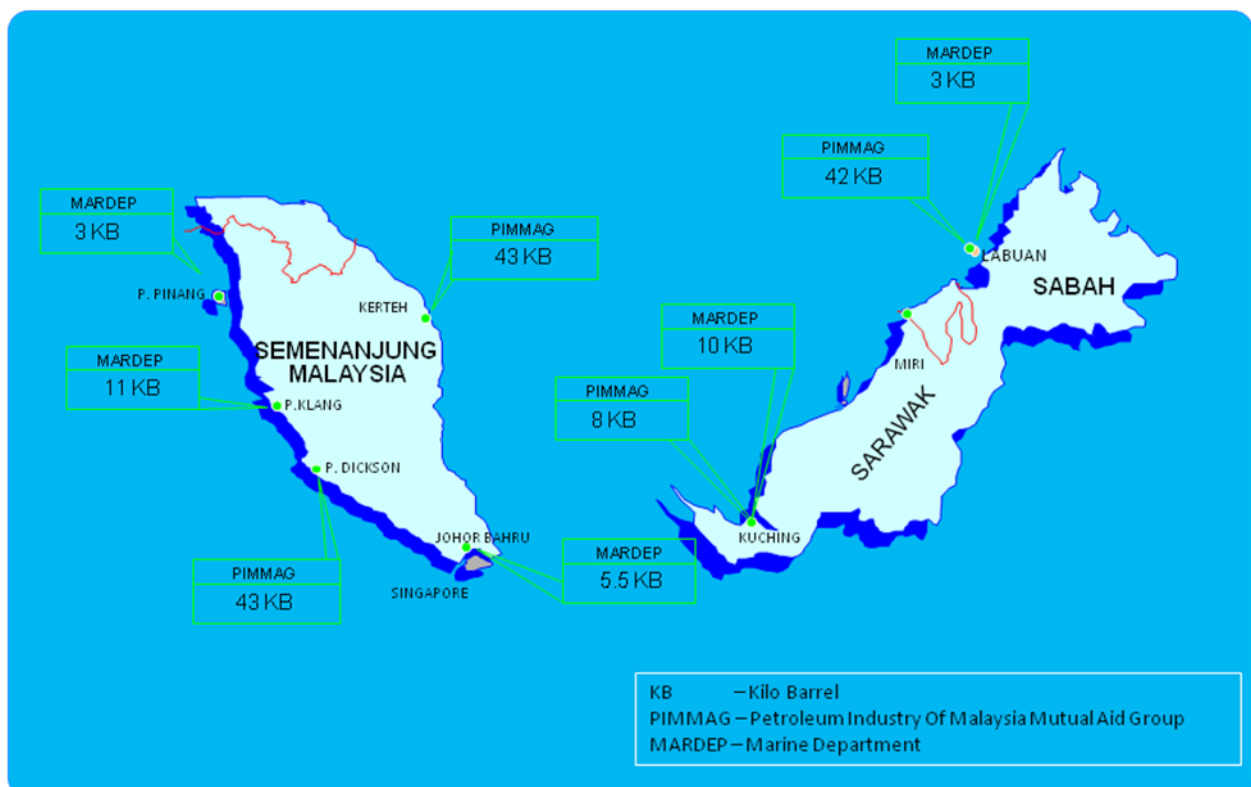 MARDEP
3 KB
PIMMAG
42 KB
MARDEP
3 KB
PIMMAG
43 KB
P. PINANG
KERTEH
LABUAN
SABAH
MARDEP
10 KB
SEMENANJUNG
MALAYSIA
MARDEP
11 KB
P.KLANG
MIRI
PIMMAG
8 KB
SARAWAK
P. DICKSON
KUCHING
JOHOR BAHRU
MARDEP
5.5 KB
PIMMAG
43 KB
SINGAPORE
KB – Kilo Barrel
PIMMAG – Petroleum Industry Of Malaysia Mutual Aid Group
MARDEP – Marine Department